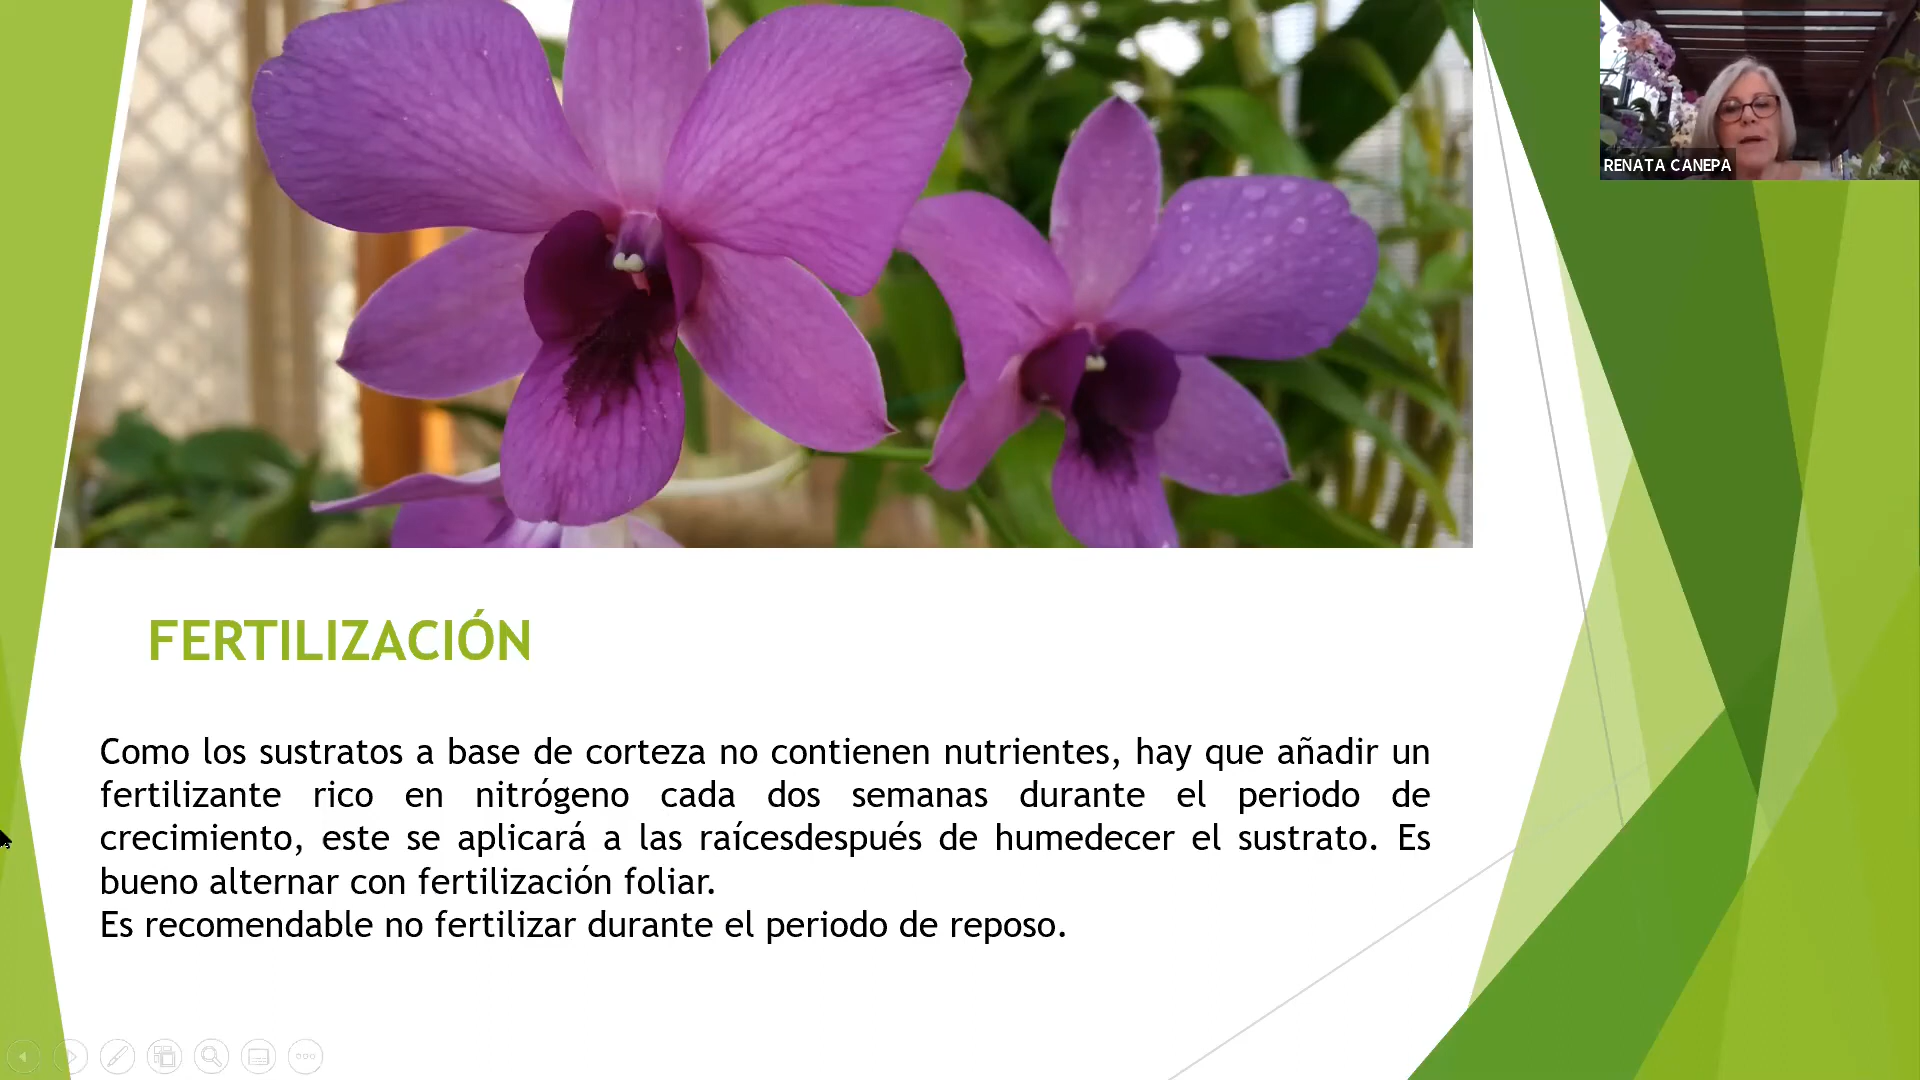 RENATA CANEPA
FERTILIZACIÓN
Como los sustratos a base de corteza no contienen nutrientes, hay que añadir un
fertilizante rico en nitrógeno cada dos semanas durante el periodo de
crecimiento, este se aplicará a las raícesdespués de humedecer el sustrato. Es
bueno alternar con fertilización foliar.
Es recomendable no fertilizar durante el periodo de reposo.